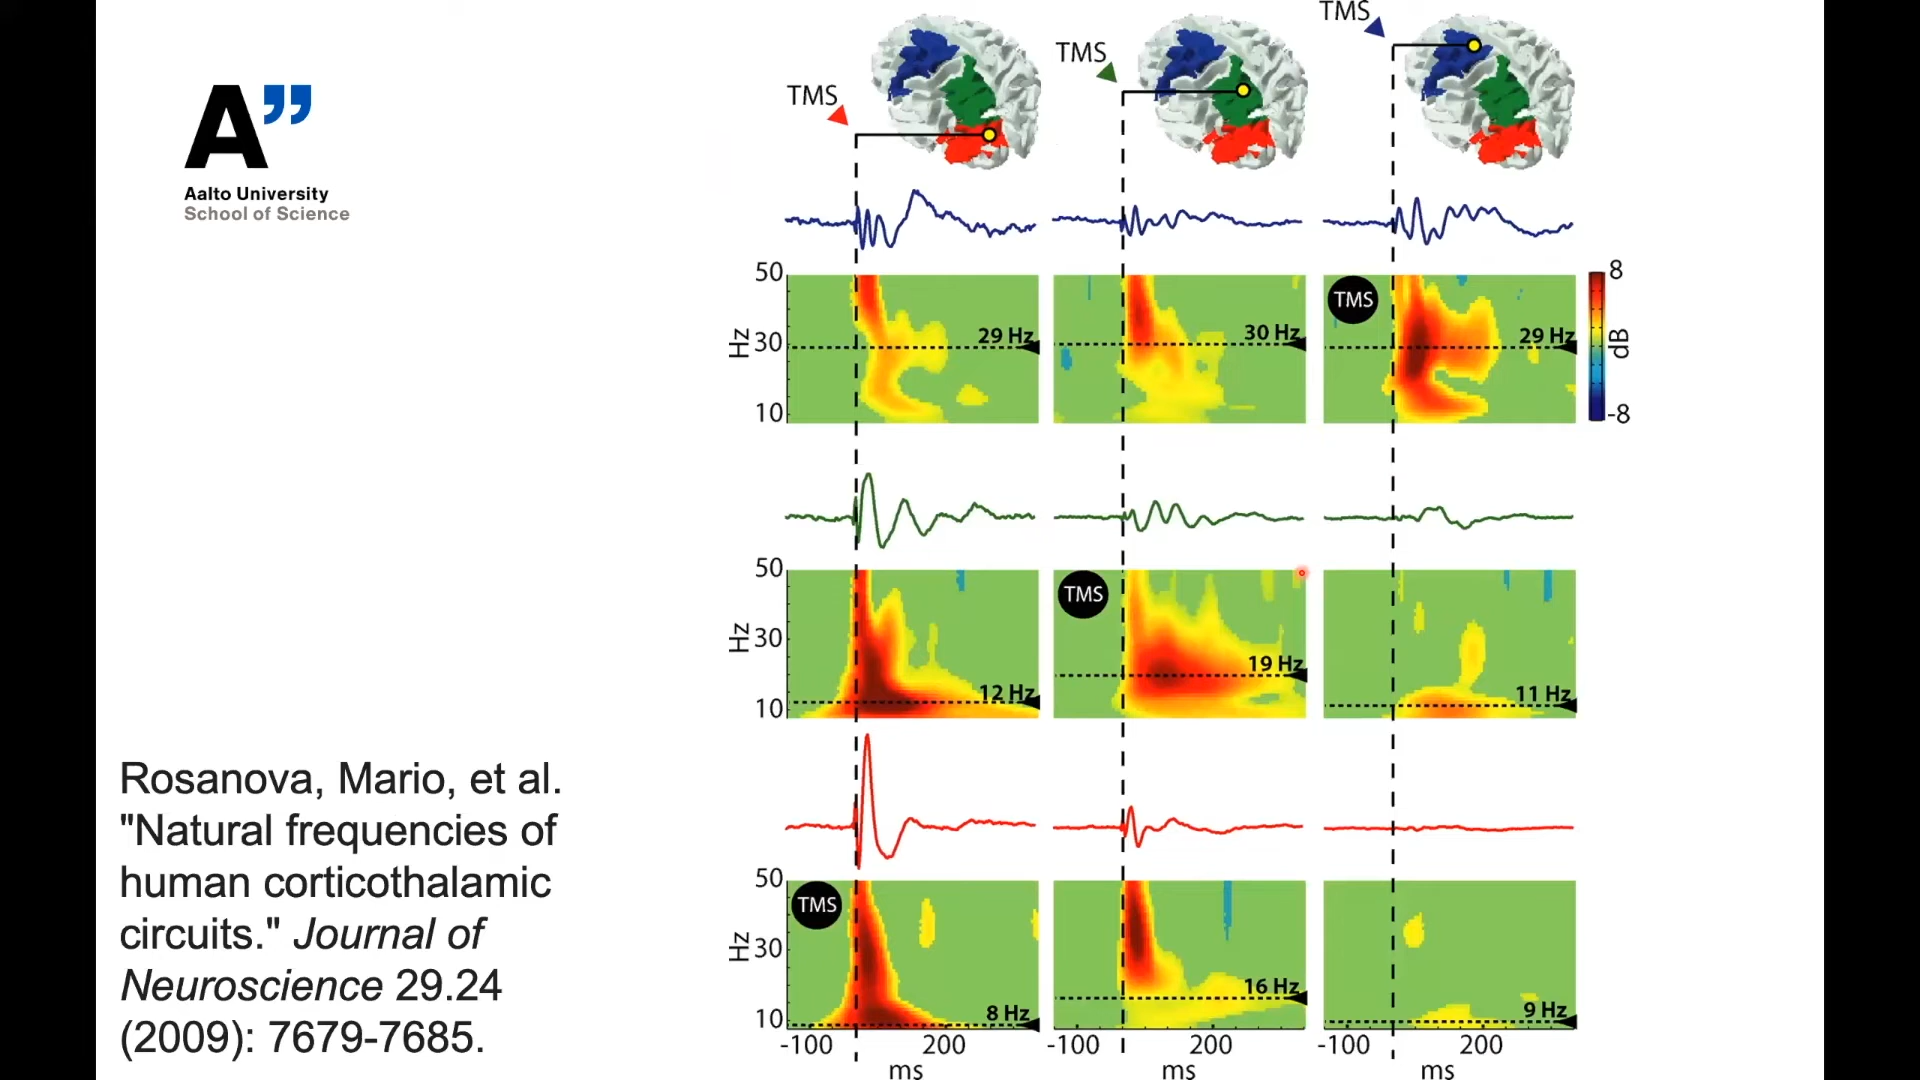 TMS
TMS
TMS
A”
Aalto University
School of Science
50
30
10
Hz
29 Hz
30 Hz
TMS
29 Hz
8
dB
-8
50
30
10
Hz
12 Hz
TMS
19 Hz
11 Hz
Rosanova, Mario, et al.
"Natural frequencies of
human corticothalamic
circuits." Journal of
Neuroscience 29.24
(2009): 7679-7685.
50
30
10
Hz
TMS
8 Hz
16 Hz
9 Hz
-100 200
ms
-100 200
ms
-100 200
ms